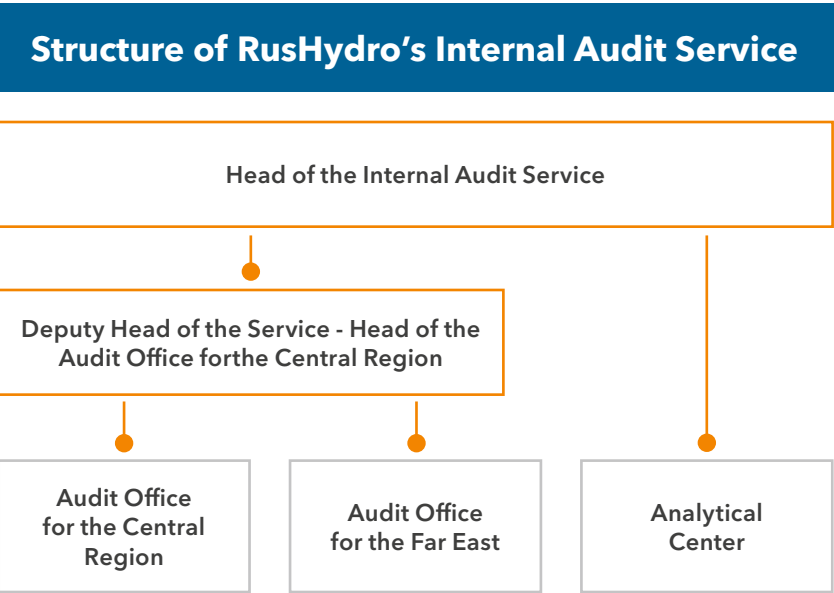 Structure of RusHydro’s Internal Audit Service
Head of the Internal Audit Service
Deputy Head of the Service - Head of the
Audit Office forthe Central Region
Audit Office
for the Central
Region
Audit Office
for the Far East
Analytical
Center